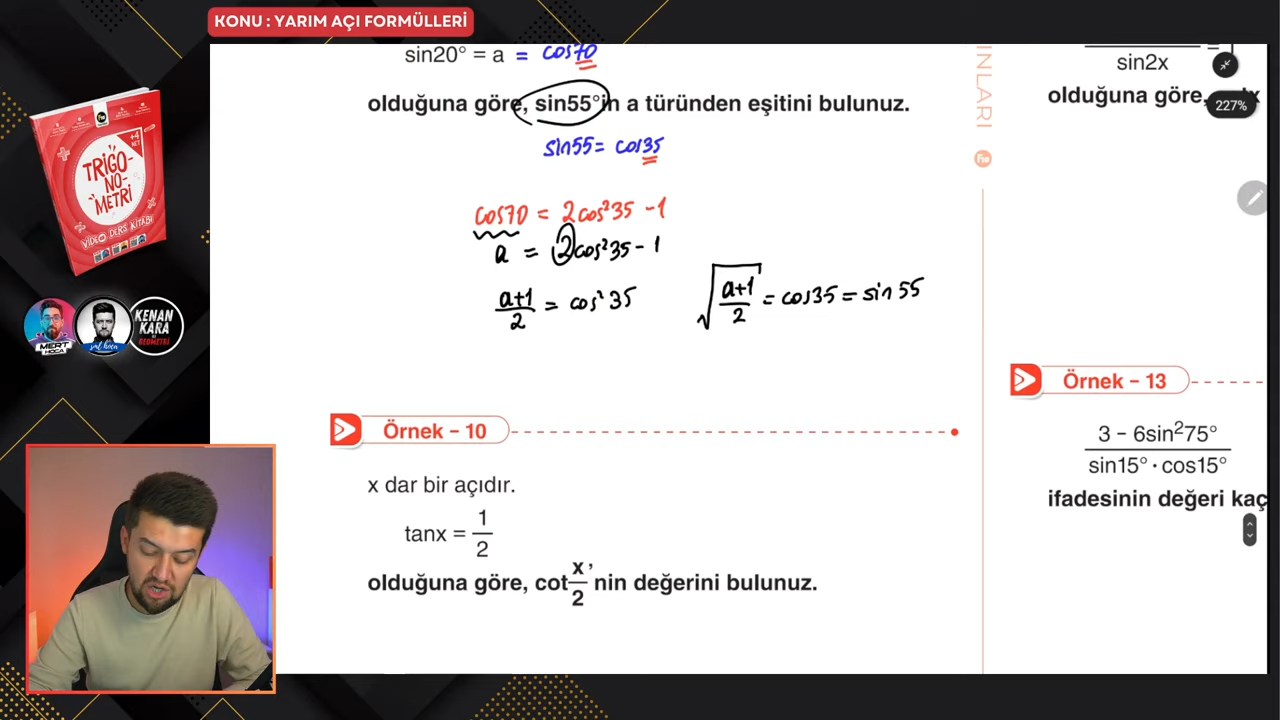 KONU : YARIM AÇI FORMÜLLERİ
sin20° = a = cos70
olduğuna göre, sin55°in a türünden eşitini bulunuz.
sin55 = cos35
cos70 = 2cos²35 - 1
a = 2cos²35 - 1
a+1/2 = cos²35
√(a+1/2) = cos35 = sin55
Örnek - 10
x dar bir açıdır.
tanx = 1/2
olduğuna göre, cot x/2'nin değerini bulunuz.
INLARI
sin2x
olduğuna göre,
227%
Örnek - 13
3 - 6sin²75°
sin15° · cos15°
ifadesinin değeri kaç
+4 NET
TRİGO-
NO-
METRİ
VİDEO DERS KİTABI
MERT
HOCA
KENAN
KARA
GEOMETRİ